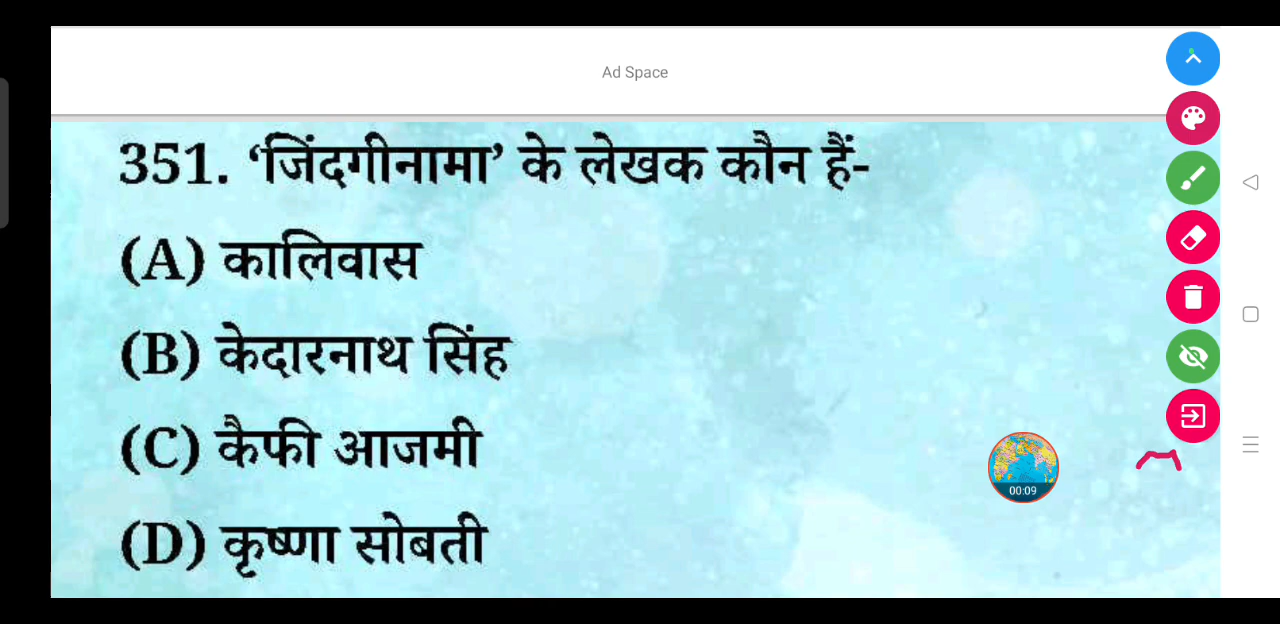 Ad Space
351. ‘जिंदगीनामा’ के लेखक कौन हैं-
(A) कालिवास
(B) केदारनाथ सिंह
(C) कैफी आजमी
(D) कृष्णा सोबती
00:09